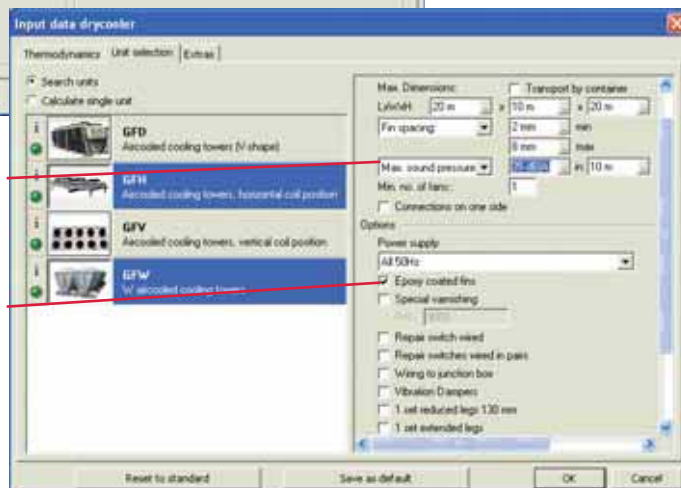 Input data drycooler
Thermodynamics Unit selection Extras
Search units
Calculate single unit
GFD
Aircooled cooling towers (V shape)
GFH
Aircooled cooling towers, horizontal coil position
GFV
Aircooled cooling towers, vertical coil position
GFW
W aircooled cooling towers
Max. Dimensions: Transport by container
LxWxH: 20 m x 10 m x 20 m
Fin spacing: 2 mm min
8 mm max
Max. sound pressure in 10 m
Min. no. of fans: 1
Connections on one side
Options
Power supply
All 50Hz
Epoxy coated fins
Special varnishing
Repair switch wired
Repair switches wired in pairs
Wiring to junction box
Vibration Dampers
1 set reduced legs 130 mm
1 set extended legs
Reset to standard Save as default OK Cancel